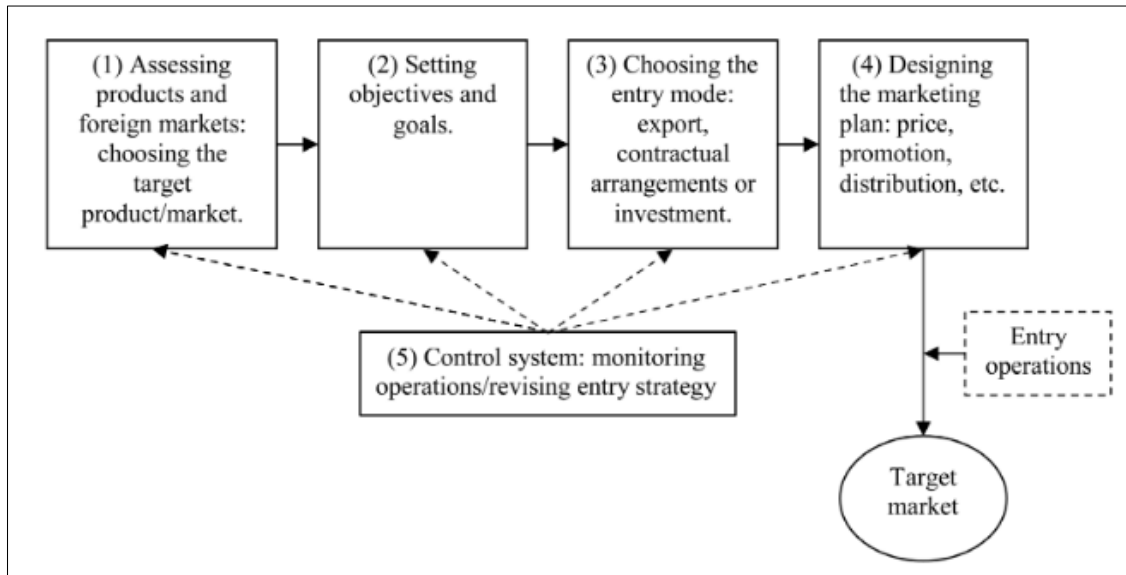 (1) Assessing
products and
foreign markets:
choosing the
target
product/market.
(2) Setting
objectives and
goals.
(3) Choosing the
entry mode:
export,
contractual
arrangements or
investment.
(4) Designing
the marketing
plan: price,
promotion,
distribution, etc.
(5) Control system: monitoring
operations/revising entry strategy
Entry
operations
Target
market